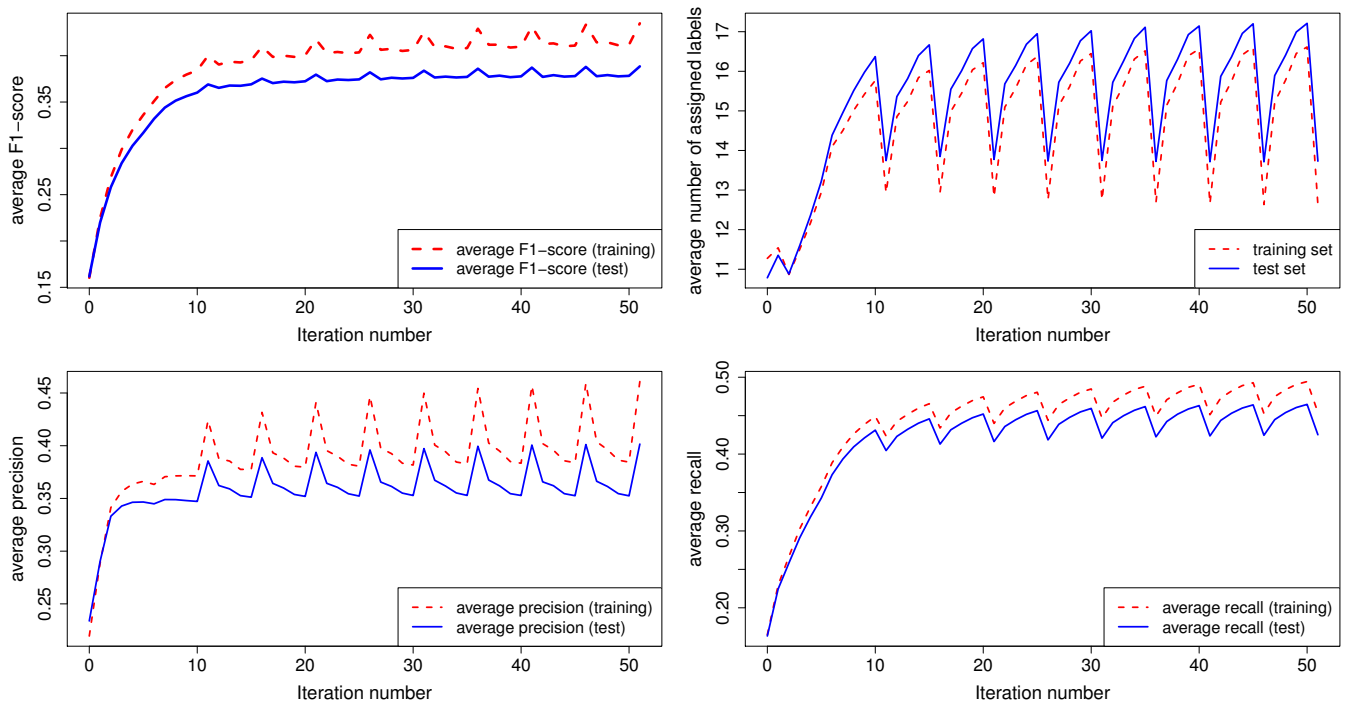 average F1−score
0.15
0.25
0.35
0
10
20
30
40
50
Iteration number
average F1−score (training)
average F1−score (test)
average number of assigned labels
11
12
13
14
15
16
17
0
10
20
30
40
50
Iteration number
training set
test set
average precision
0.25
0.30
0.35
0.40
0.45
0
10
20
30
40
50
Iteration number
average precision (training)
average precision (test)
average recall
0.20
0.30
0.40
0.50
0
10
20
30
40
50
Iteration number
average recall (training)
average recall (test)